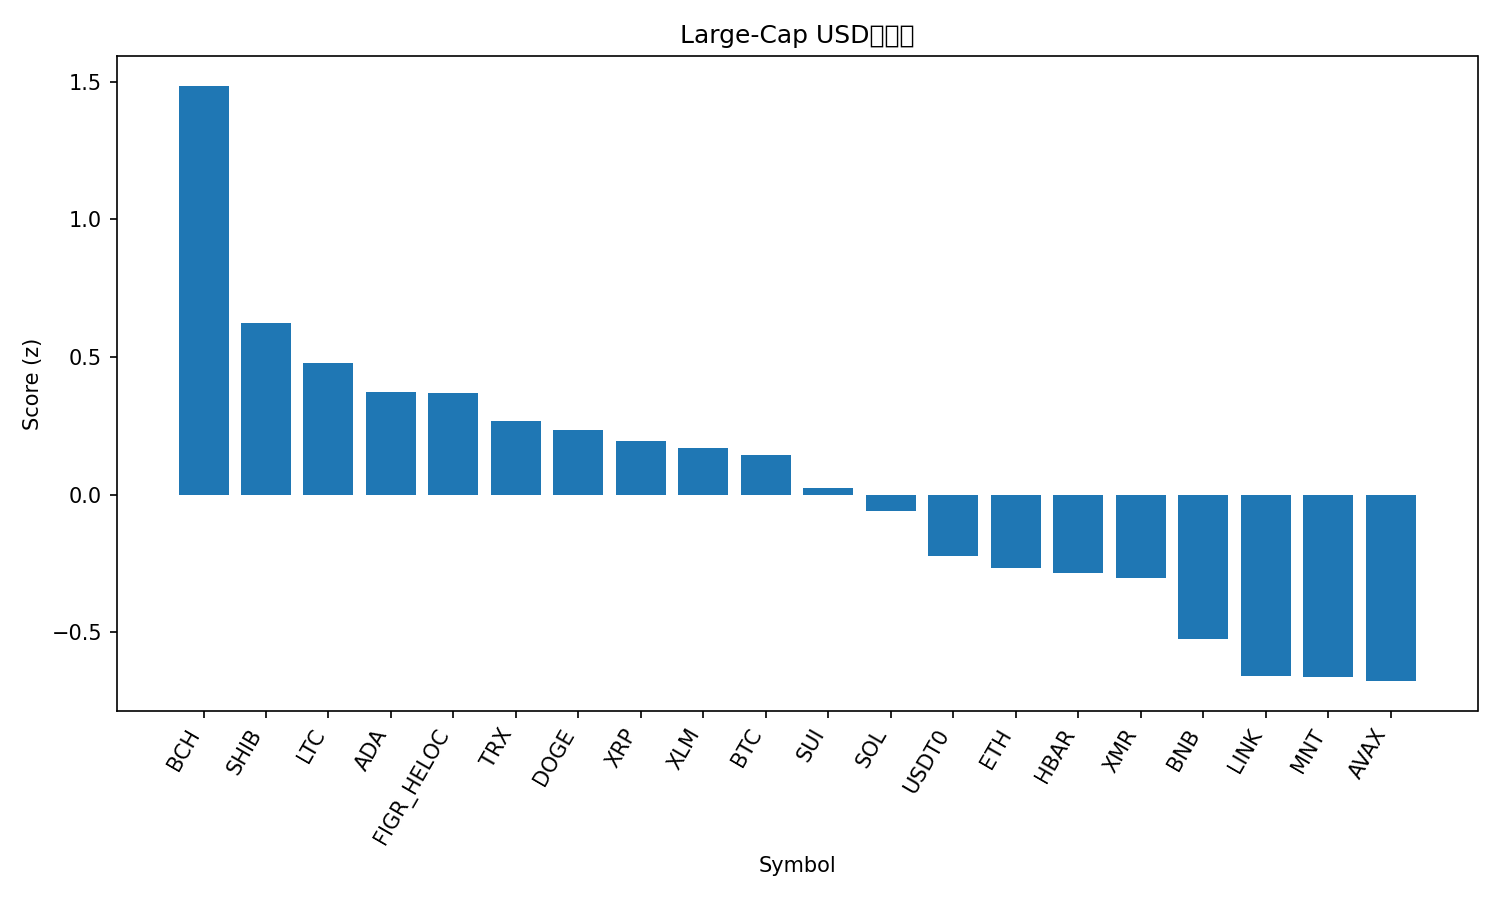 Large-Cap USD
Score (z)
1.5
1.0
0.5
0.0
−0.5
BCH
SHIB
LTC
ADA
FIGR_HELOC
TRX
DOGE
XRP
XLM
BTC
SUI
SOL
USDT0
ETH
HBAR
XMR
BNB
LINK
MNT
AVAX
Symbol